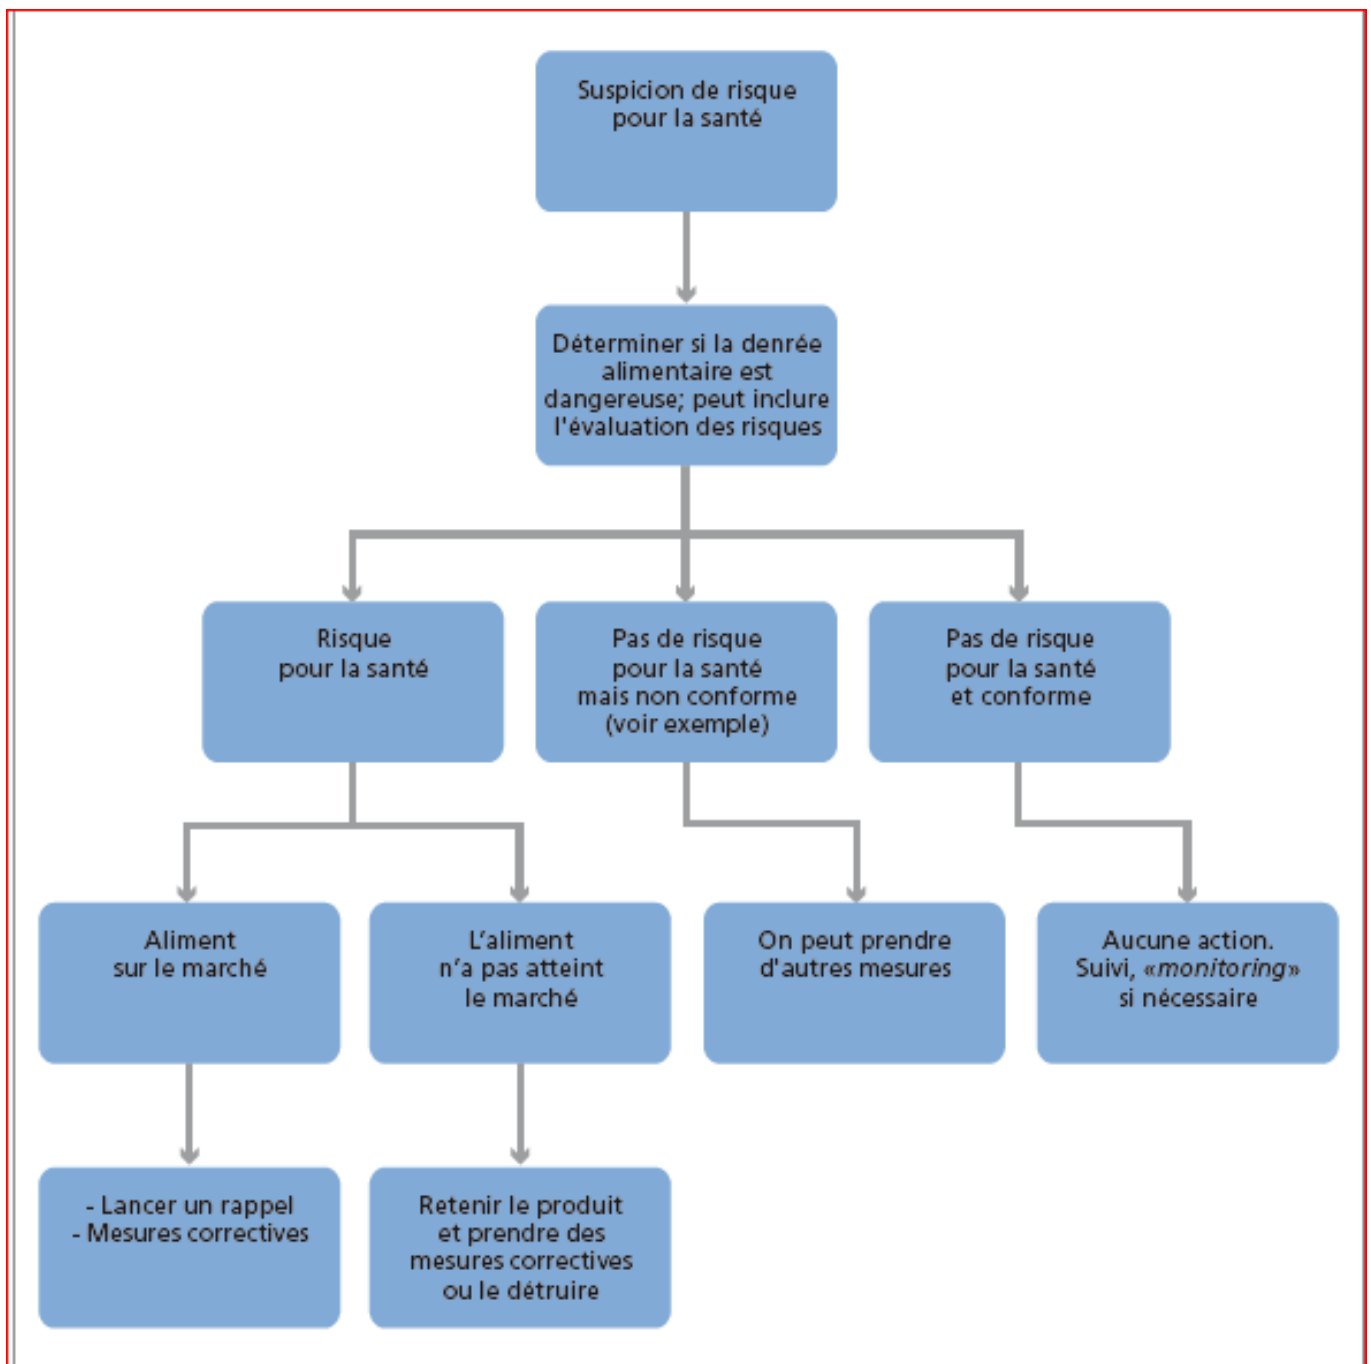 Suspicion de risque
pour la santé
Déterminer si la denrée
alimentaire est
dangereuse; peut inclure
l'évaluation des risques
Risque
pour la santé
Pas de risque
pour la santé
mais non conforme
(voir exemple)
Pas de risque
pour la santé
et conforme
Aliment
sur le marché
L’aliment
n’a pas atteint
le marché
On peut prendre
d'autres mesures
Aucune action.
Suivi, «monitoring»
si nécessaire
- Lancer un rappel
- Mesures correctives
Retenir le produit
et prendre des
mesures correctives
ou le détruire